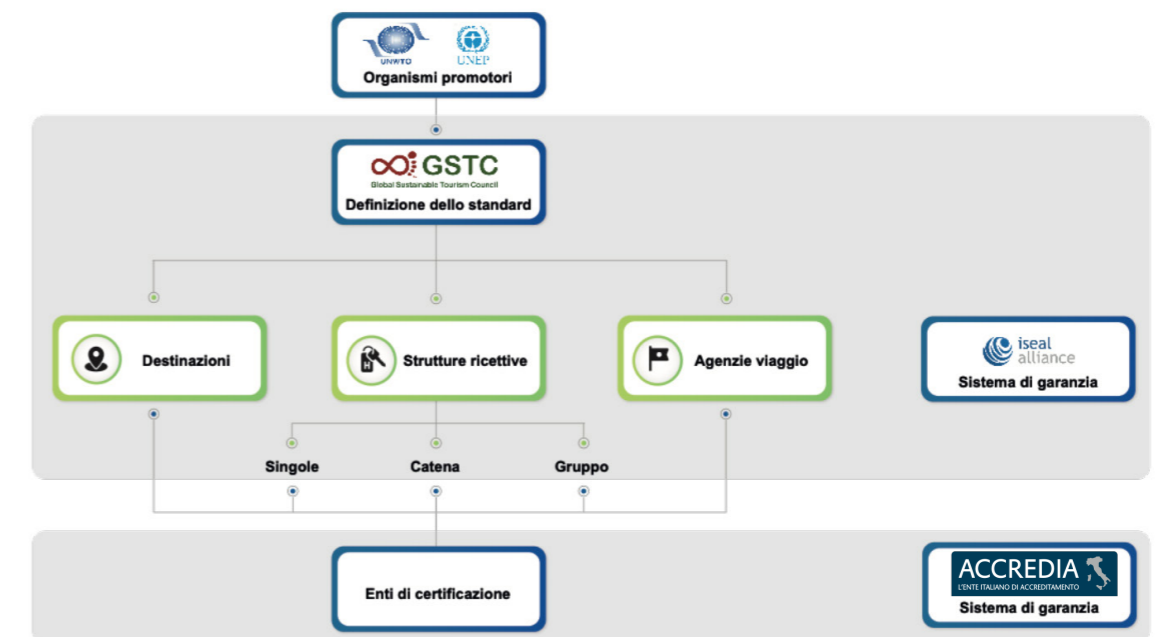 UNWTO
UNEP
Organismi promotori
GSTC
Global Sustainable Tourism Council
Definizione dello standard
Destinazioni
H
Strutture ricettive
Agenzie viaggio
iseal
alliance
Sistema di garanzia
Singole
Catena
Gruppo
Enti di certificazione
ACCREDIA
L'ENTE ITALIANO DI ACCREDITAMENTO
Sistema di garanzia